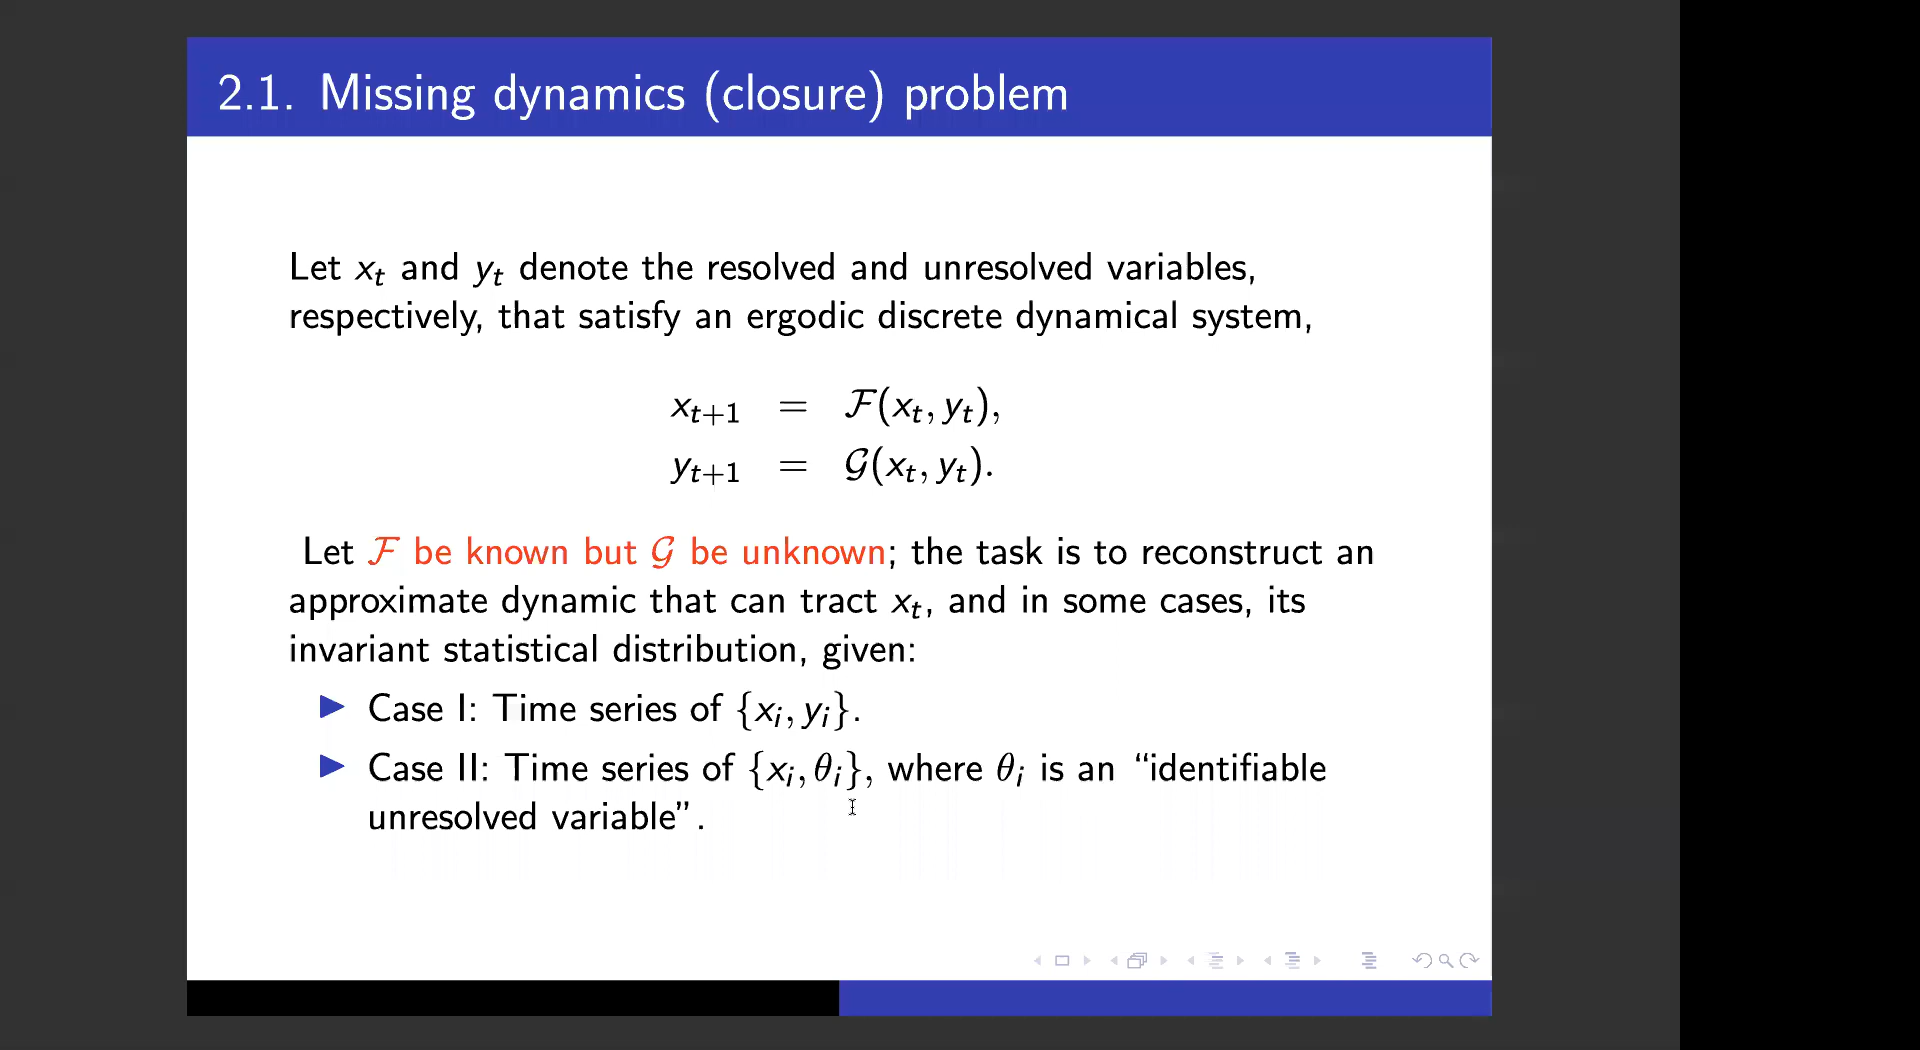 2.1. Missing dynamics (closure) problem
Let xₜ and yₜ denote the resolved and unresolved variables,
respectively, that satisfy an ergodic discrete dynamical system,
xₜ₊₁ = ℱ(xₜ, yₜ),
yₜ₊₁ = 𝒢(xₜ, yₜ).
Let ℱ be known but 𝒢 be unknown; the task is to reconstruct an
approximate dynamic that can tract xₜ, and in some cases, its
invariant statistical distribution, given:
▶ Case I: Time series of {xᵢ, yᵢ}.
▶ Case II: Time series of {xᵢ, θᵢ}, where θᵢ is an “identifiable
unresolved variable”.